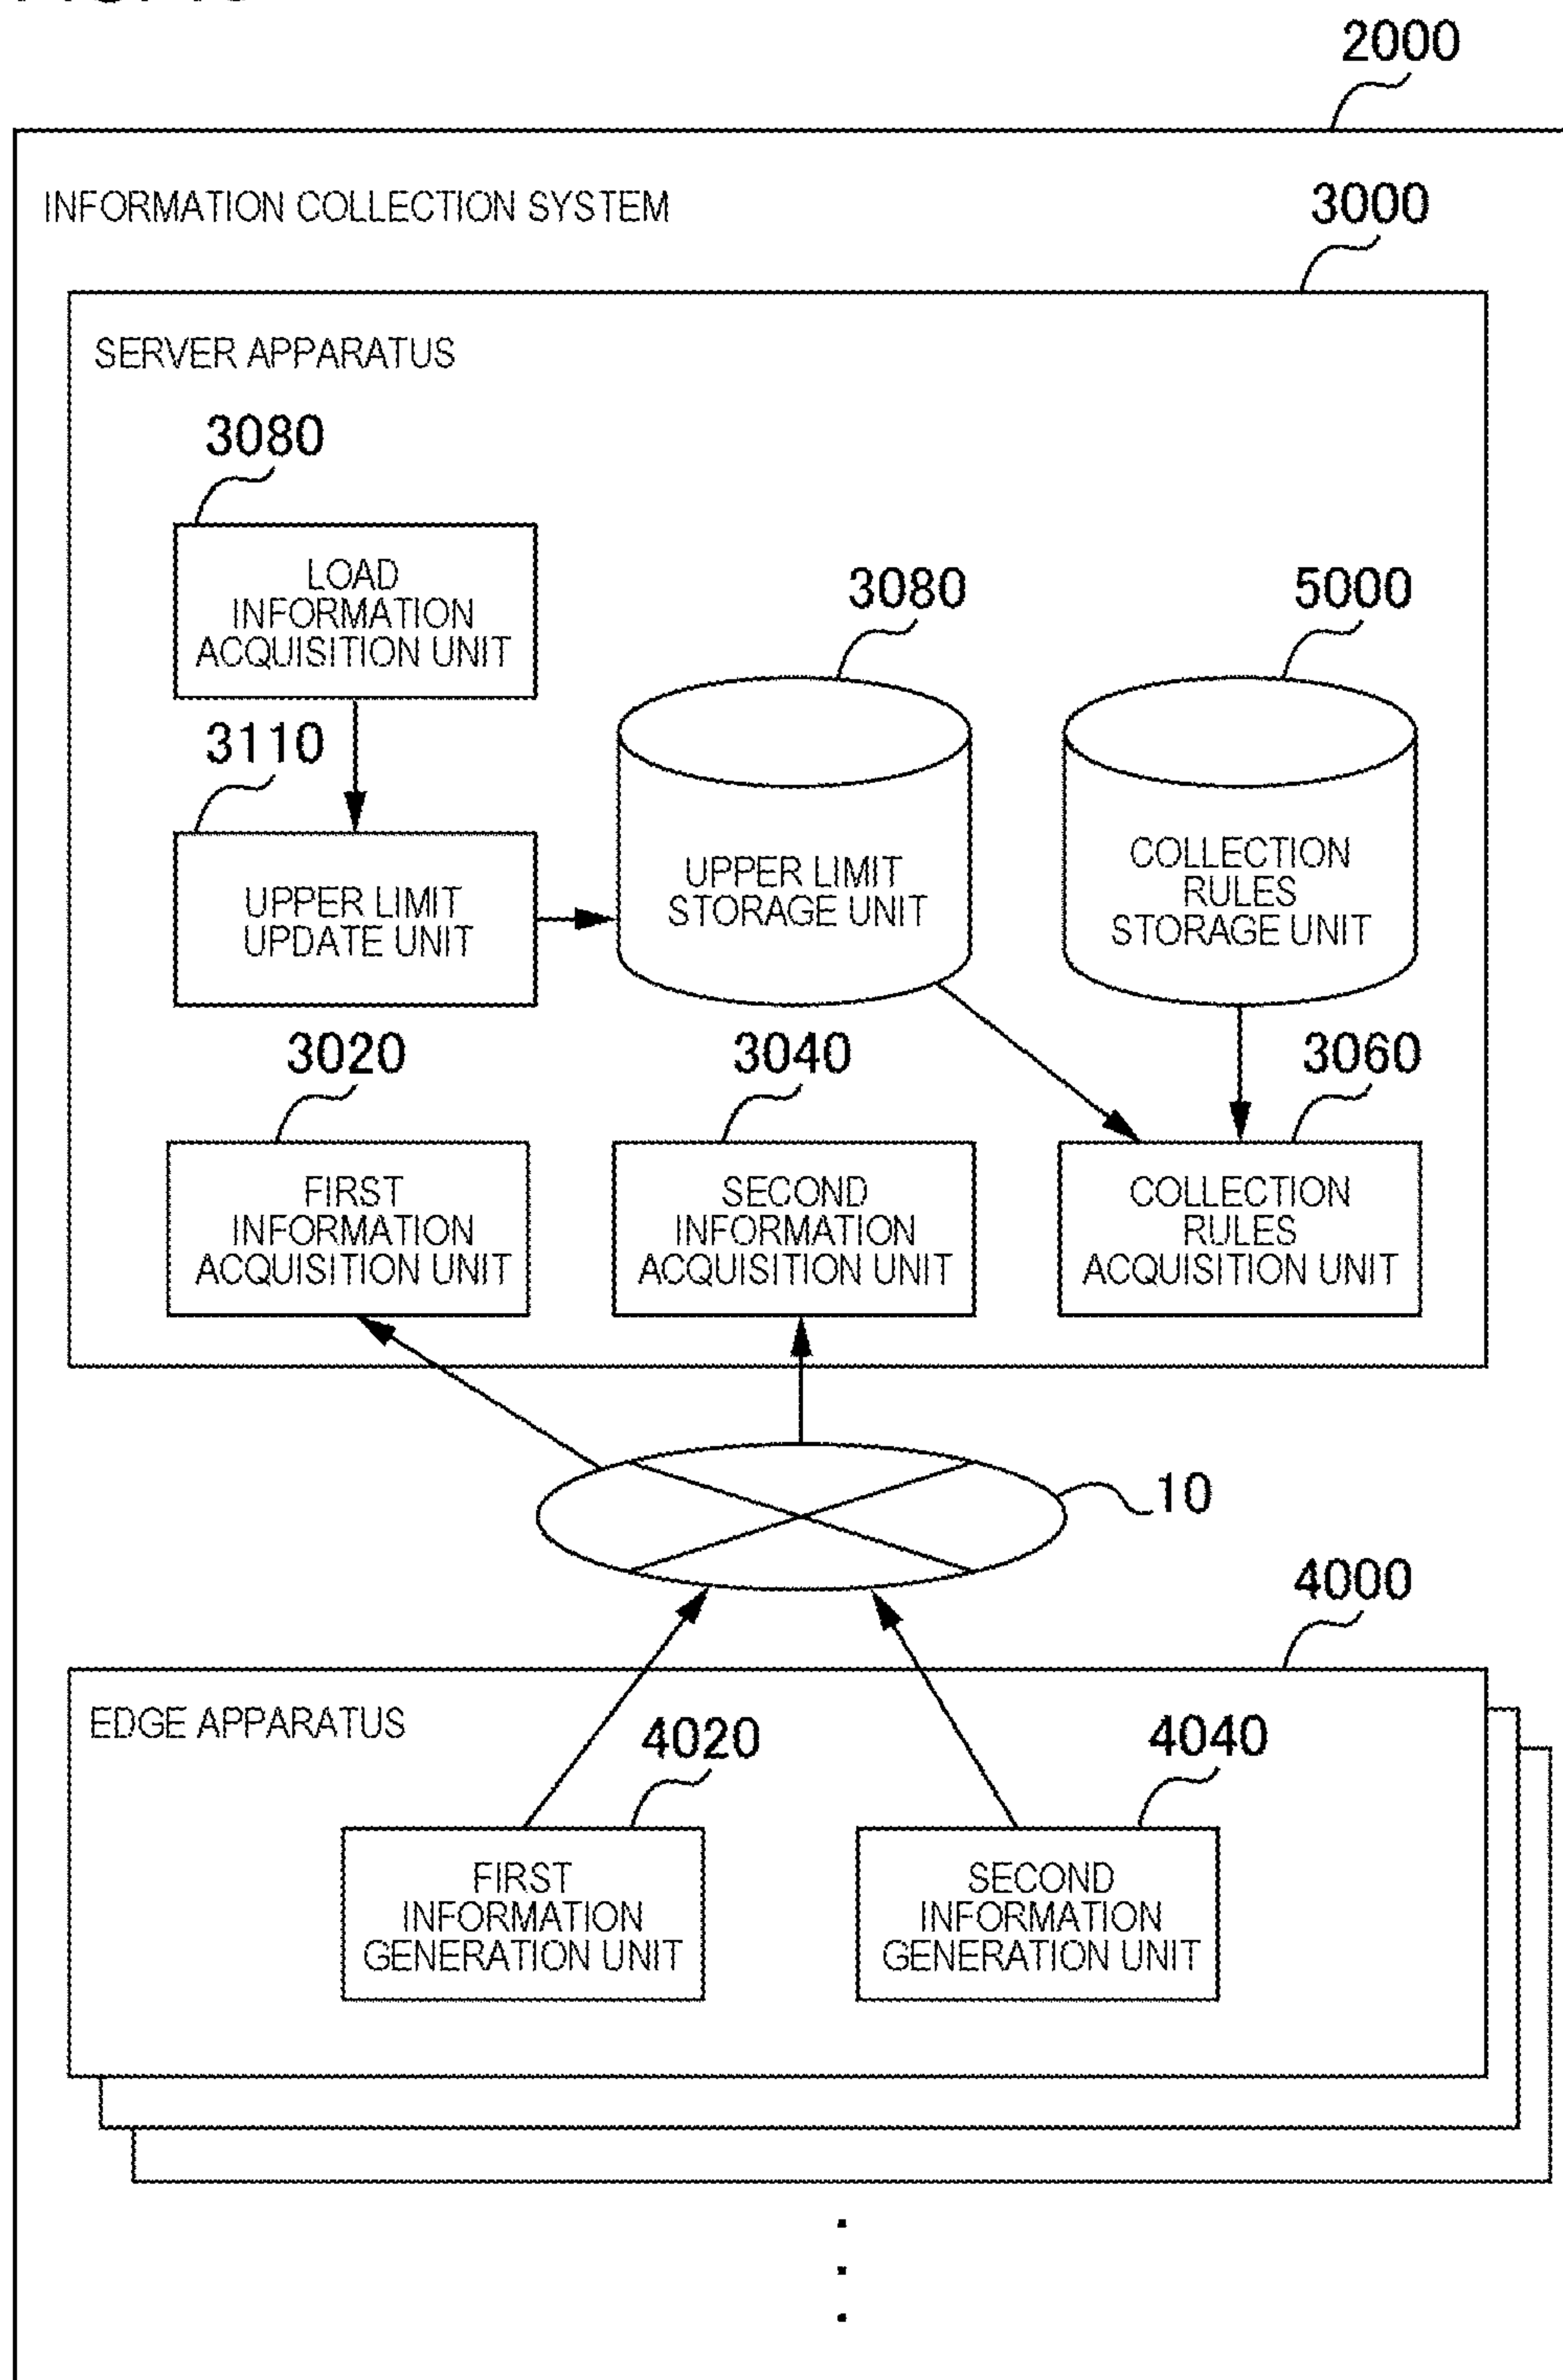 2000
INFORMATION COLLECTION SYSTEM
3000
SERVER APPARATUS
3080
LOAD
INFORMATION
ACQUISITION UNIT
3080
5000
3110
UPPER LIMIT
UPDATE UNIT
UPPER LIMIT
STORAGE UNIT
COLLECTION
RULES
STORAGE UNIT
3020
3040
3060
FIRST
INFORMATION
ACQUISITION UNIT
SECOND
INFORMATION
ACQUISITION UNIT
COLLECTION
RULES
ACQUISITION UNIT
10
4000
EDGE APPARATUS
4020
4040
FIRST
INFORMATION
GENERATION UNIT
SECOND
INFORMATION
GENERATION UNIT